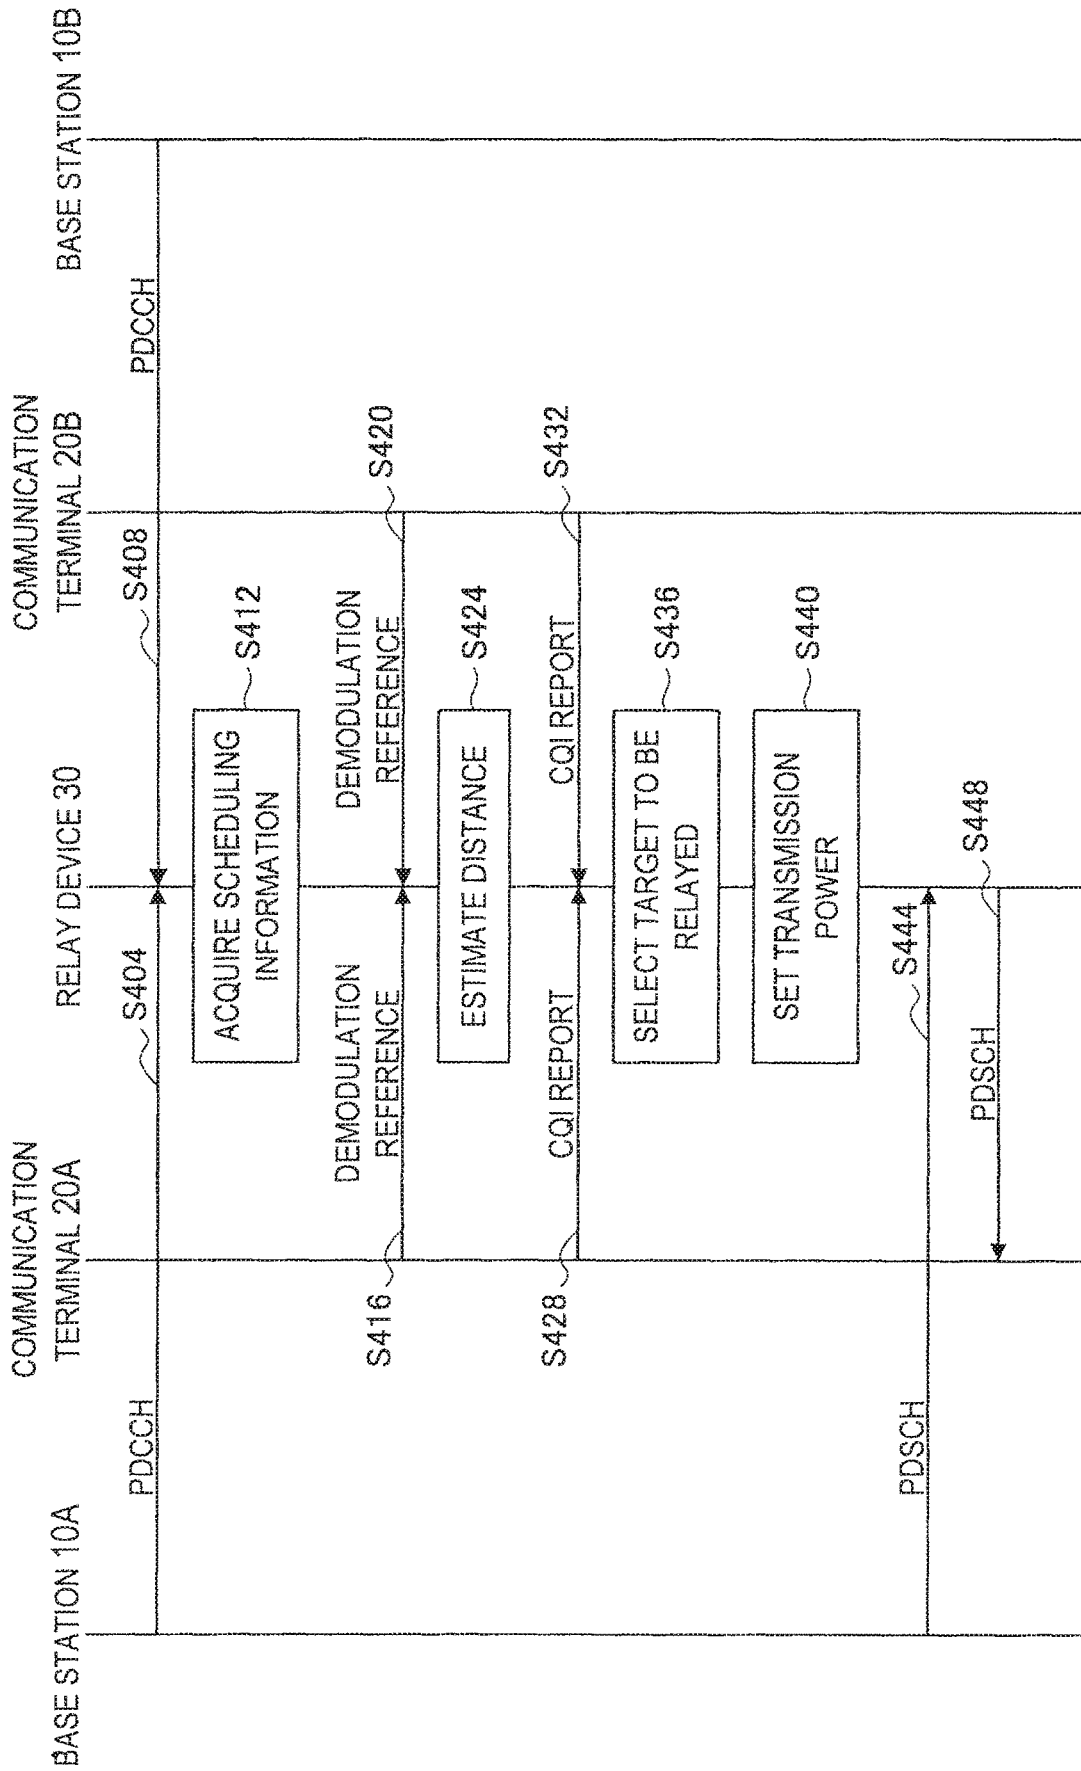 BASE STATION 10A
COMMUNICATION
TERMINAL 20A
RELAY DEVICE 30
COMMUNICATION
TERMINAL 20B
BASE STATION 10B
PDCCH
S404
S408
PDCCH
ACQUIRE SCHEDULING
INFORMATION
S412
S416
DEMODULATION
REFERENCE
DEMODULATION
REFERENCE
S420
ESTIMATE DISTANCE
S424
S428
CQI REPORT
CQI REPORT
S432
SELECT TARGET TO BE
RELAYED
S436
SET TRANSMISSION
POWER
S440
PDSCH
S444
PDSCH
S448